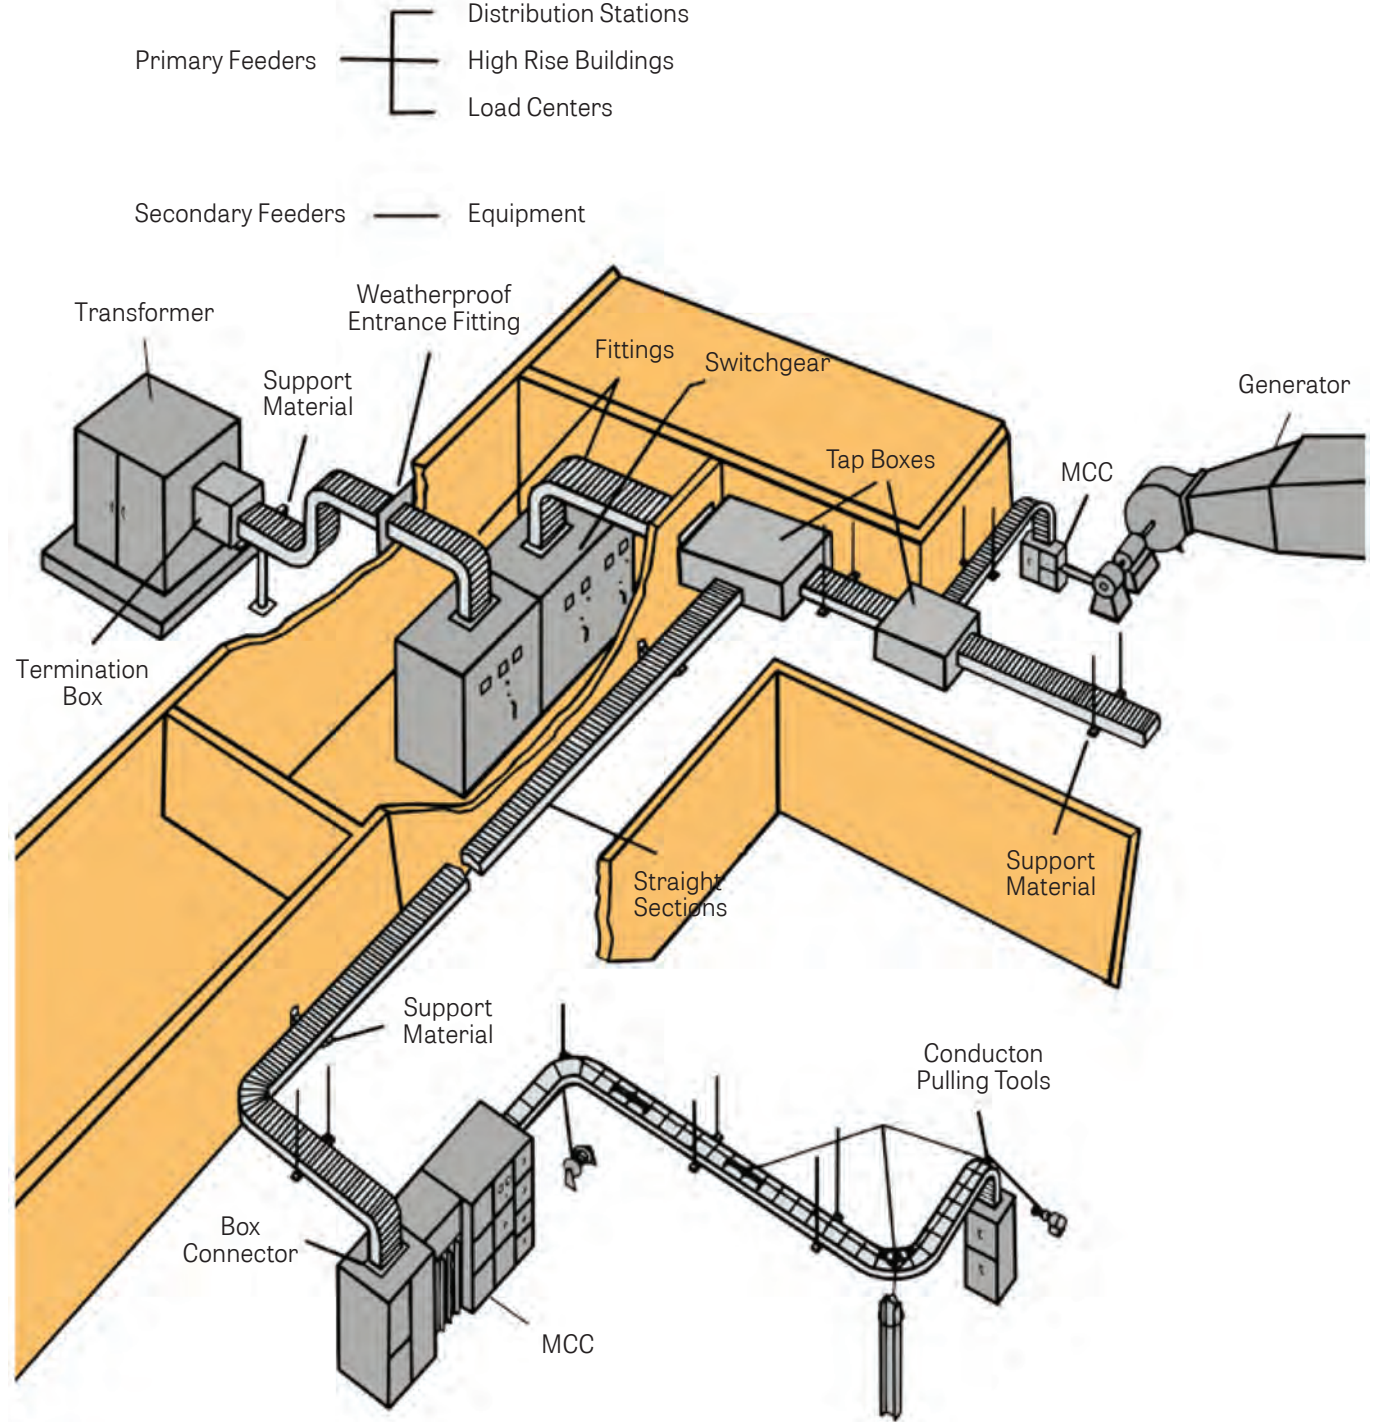 Distribution Stations
Primary Feeders
High Rise Buildings
Load Centers
Secondary Feeders
Equipment
Weatherproof
Entrance Fitting
Transformer
Fittings
Switchgear
Support
Material
Generator
Tap Boxes
MCC
Termination
Box
Support
Material
Straight
Sections
Support
Material
Conducton
Pulling Tools
Box
Connector
MCC